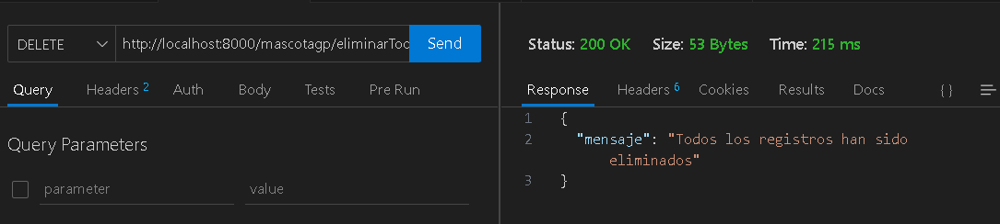 DELETE http://localhost:8000/mascotagp/eliminarToc Send
Query Headers 2 Auth Body Tests Pre Run
Query Parameters
parameter value
Status: 200 OK Size: 53 Bytes Time: 215 ms
Response Headers 6 Cookies Results Docs {}
1 {
2 "mensaje": "Todos los registros han sido
eliminados"
3 }